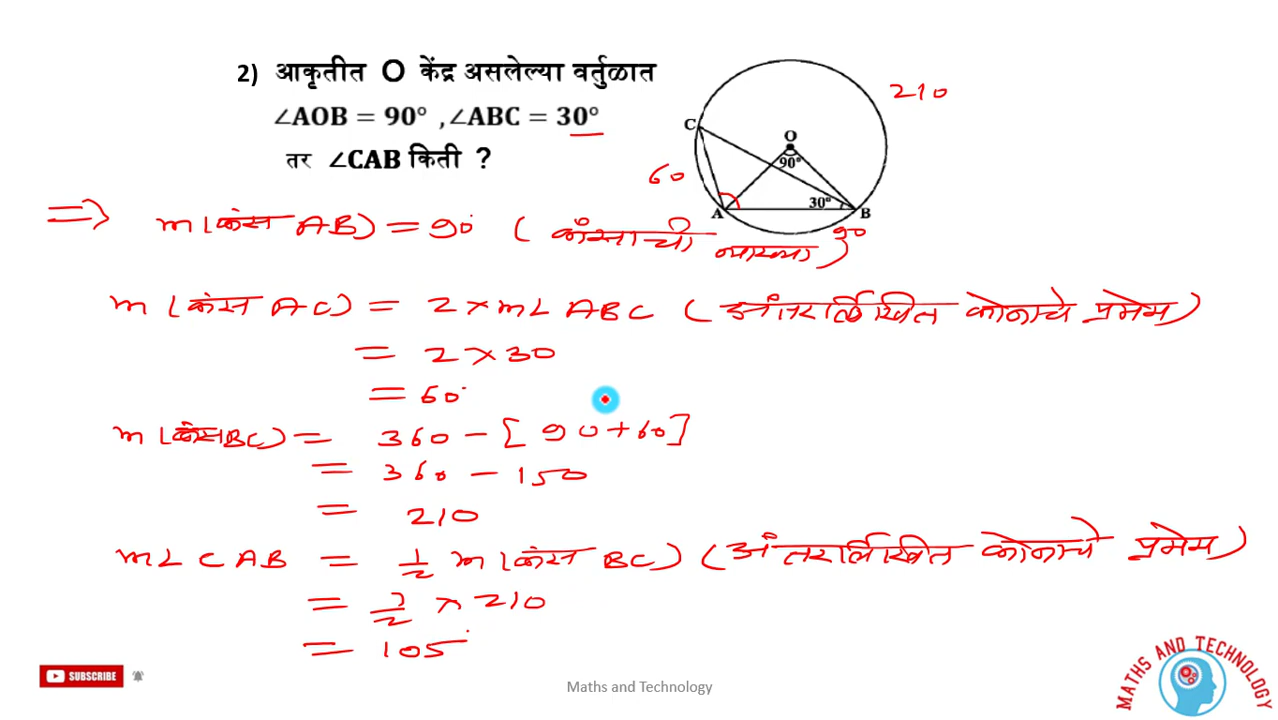 2) आकृतीत O केंद्र असलेल्या वर्तुळात
∠AOB = 90° , ∠ABC = 30°
तर ∠CAB किती ?
210
C
O
90°
60
A
30°
B
90
⇒ m(कंस AB) = 90° (कंसाची व्याख्या)
m(कंस AC) = 2 × m∠ABC (अंतर्लिखित कोनाचे प्रमेय)
= 2 × 30
= 60°
m(कंस BC) = 360 - [90+60]
= 360 - 150
= 210
m∠CAB = 1/2 m(कंस BC) (अंतर्लिखित कोनाचे प्रमेय)
= 1/2 × 210
= 105°
SUBSCRIBE
Maths and Technology
MATHS AND TECHNOLOGY